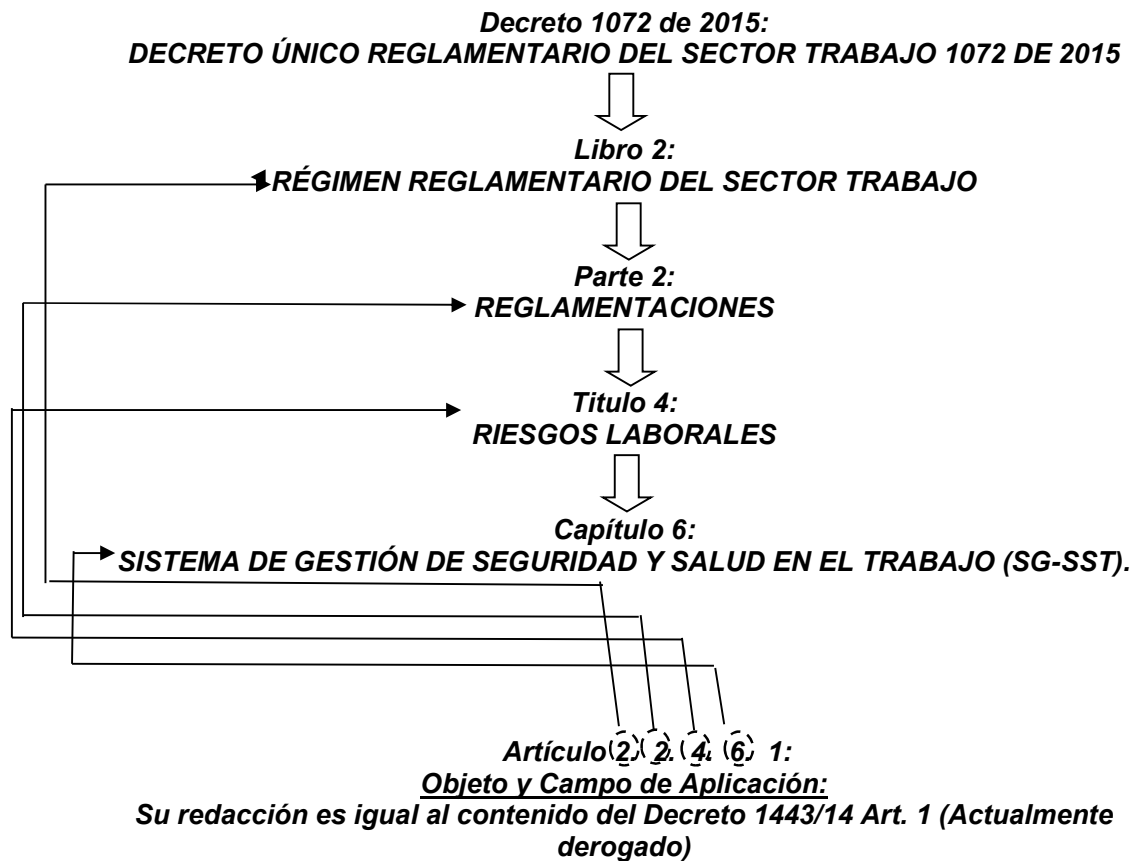 Decreto 1072 de 2015:
DECRETO ÚNICO REGLAMENTARIO DEL SECTOR TRABAJO 1072 DE 2015
Libro 2:
RÉGIMEN REGLAMENTARIO DEL SECTOR TRABAJO
Parte 2:
REGLAMENTACIONES
Titulo 4:
RIESGOS LABORALES
Capítulo 6:
SISTEMA DE GESTIÓN DE SEGURIDAD Y SALUD EN EL TRABAJO (SG-SST).
Artículo 2. 2. 4. 6. 1:
Objeto y Campo de Aplicación:
Su redacción es igual al contenido del Decreto 1443/14 Art. 1 (Actualmente
derogado)